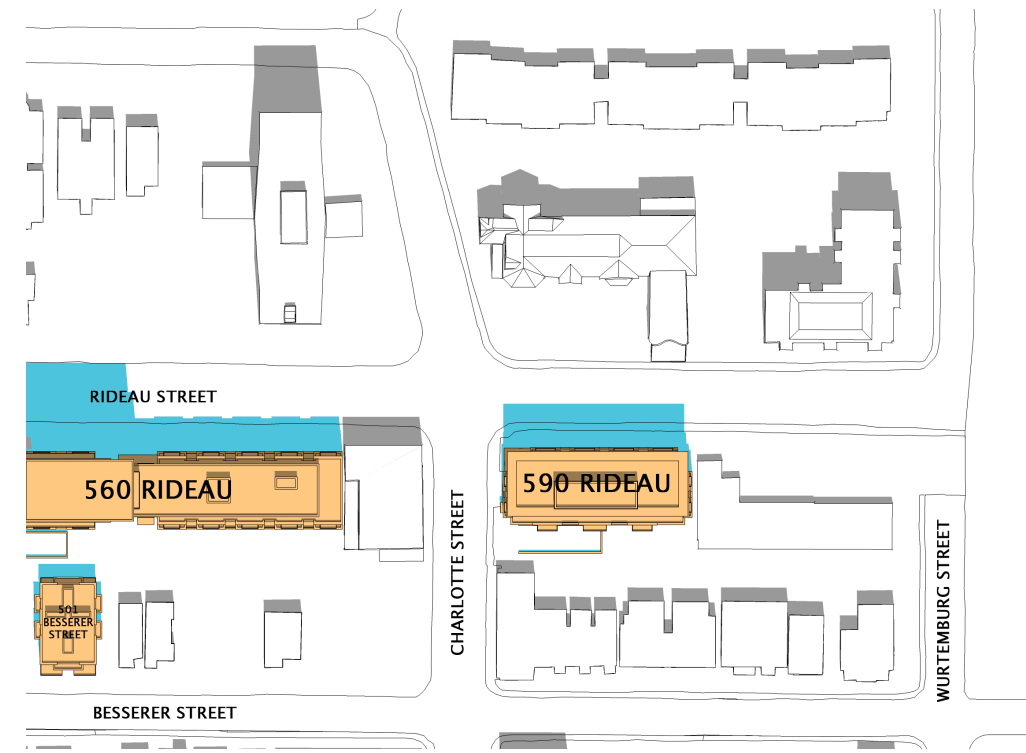 RIDEAU STREET
560 RIDEAU
590 RIDEAU
CHARLOTTE STREET
WURTEMBURG STREET
501
BESSERER
STREET
BESSERER STREET